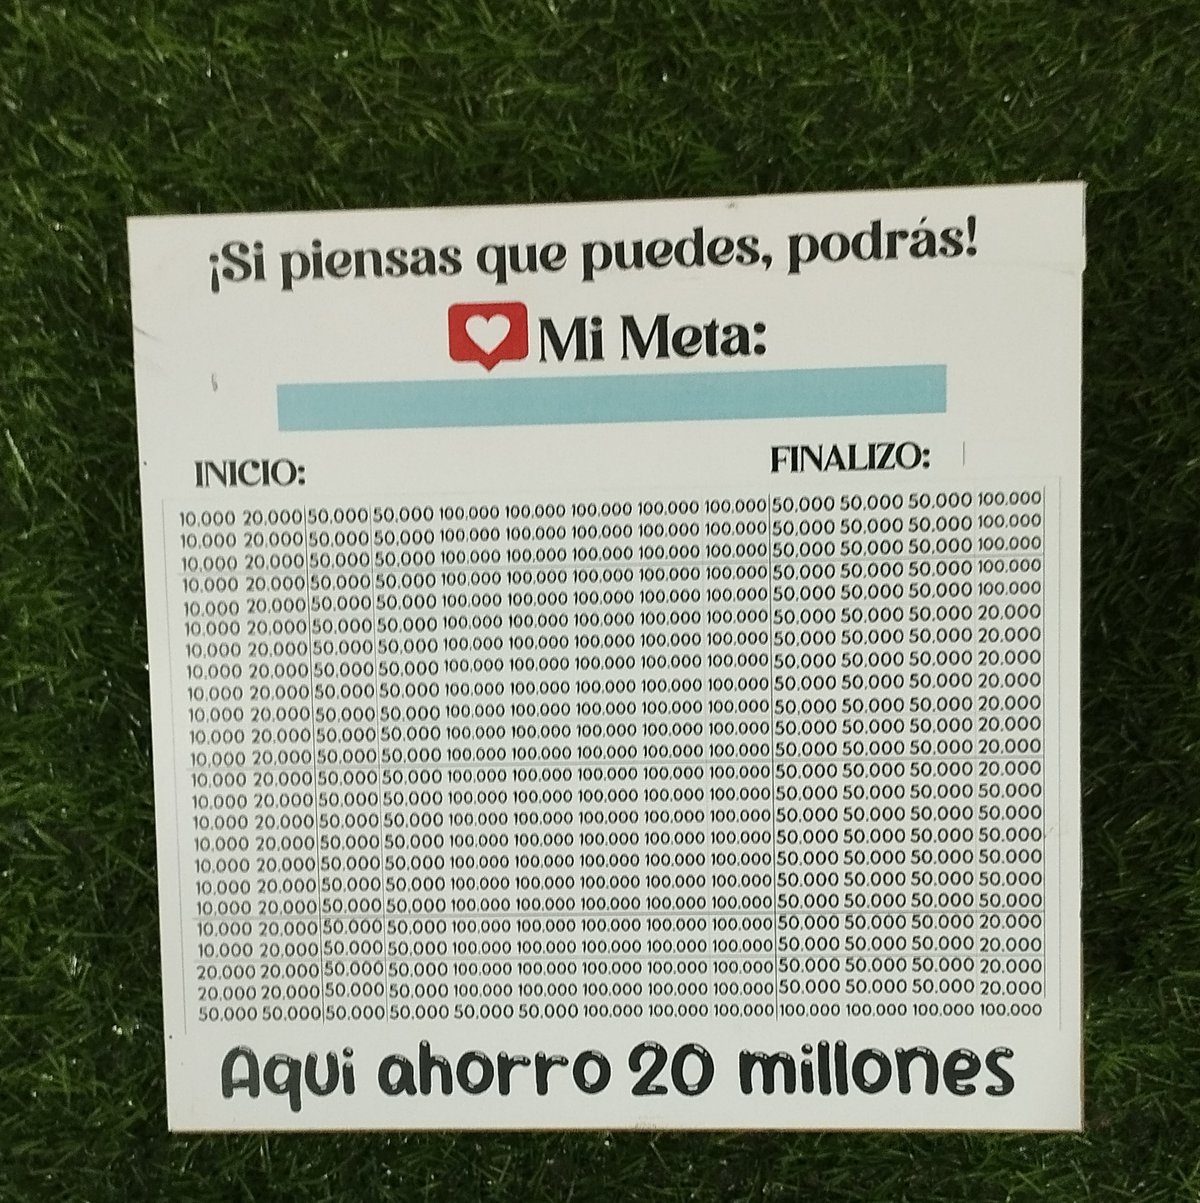 ¡Si piensas que puedes, podrás!
Mi Meta:
INICIO: FINALIZO:
10.000 20.000 50.000 50.000 100.000 100.000 100.000 100.000 100.000 50.000 50.000 50.000 100.000
10.000 20.000 50.000 50.000 100.000 100.000 100.000 100.000 100.000 50.000 50.000 50.000 100.000
10.000 20.000 50.000 50.000 100.000 100.000 100.000 100.000 100.000 50.000 50.000 50.000 100.000
10.000 20.000 50.000 50.000 100.000 100.000 100.000 100.000 100.000 50.000 50.000 50.000 100.000
10.000 20.000 50.000 50.000 100.000 100.000 100.000 100.000 100.000 50.000 50.000 50.000 100.000
10.000 20.000 50.000 50.000 100.000 100.000 100.000 100.000 100.000 50.000 50.000 50.000 20.000
10.000 20.000 50.000 50.000 100.000 100.000 100.000 100.000 100.000 50.000 50.000 50.000 20.000
10.000 20.000 50.000 50.000 100.000 100.000 100.000 100.000 100.000 50.000 50.000 50.000 20.000
10.000 20.000 50.000 50.000 100.000 100.000 100.000 100.000 100.000 50.000 50.000 50.000 20.000
10.000 20.000 50.000 50.000 100.000 100.000 100.000 100.000 100.000 50.000 50.000 50.000 20.000
10.000 20.000 50.000 50.000 100.000 100.000 100.000 100.000 100.000 50.000 50.000 50.000 20.000
10.000 20.000 50.000 50.000 100.000 100.000 100.000 100.000 100.000 50.000 50.000 50.000 20.000
10.000 20.000 50.000 50.000 100.000 100.000 100.000 100.000 100.000 50.000 50.000 50.000 20.000
10.000 20.000 50.000 50.000 100.000 100.000 100.000 100.000 100.000 50.000 50.000 50.000 50.000
10.000 20.000 50.000 50.000 100.000 100.000 100.000 100.000 100.000 50.000 50.000 50.000 50.000
10.000 20.000 50.000 50.000 100.000 100.000 100.000 100.000 100.000 50.000 50.000 50.000 50.000
10.000 20.000 50.000 50.000 100.000 100.000 100.000 100.000 100.000 50.000 50.000 50.000 50.000
10.000 20.000 50.000 50.000 100.000 100.000 100.000 100.000 100.000 50.000 50.000 50.000 50.000
10.000 20.000 50.000 50.000 100.000 100.000 100.000 100.000 100.000 50.000 50.000 50.000 50.000
10.000 20.000 50.000 50.000 100.000 100.000 100.000 100.000 100.000 50.000 50.000 50.000 20.000
10.000 20.000 50.000 50.000 100.000 100.000 100.000 100.000 100.000 50.000 50.000 50.000 20.000
20.000 20.000 50.000 50.000 100.000 100.000 100.000 100.000 100.000 50.000 50.000 50.000 20.000
20.000 20.000 50.000 50.000 100.000 100.000 100.000 100.000 100.000 50.000 50.000 50.000 20.000
50.000 50.000 50.000 50.000 50.000 50.000 100.000 100.000 100.000 100.000 100.000 100.000 100.000
Aqui ahorro 20 millones